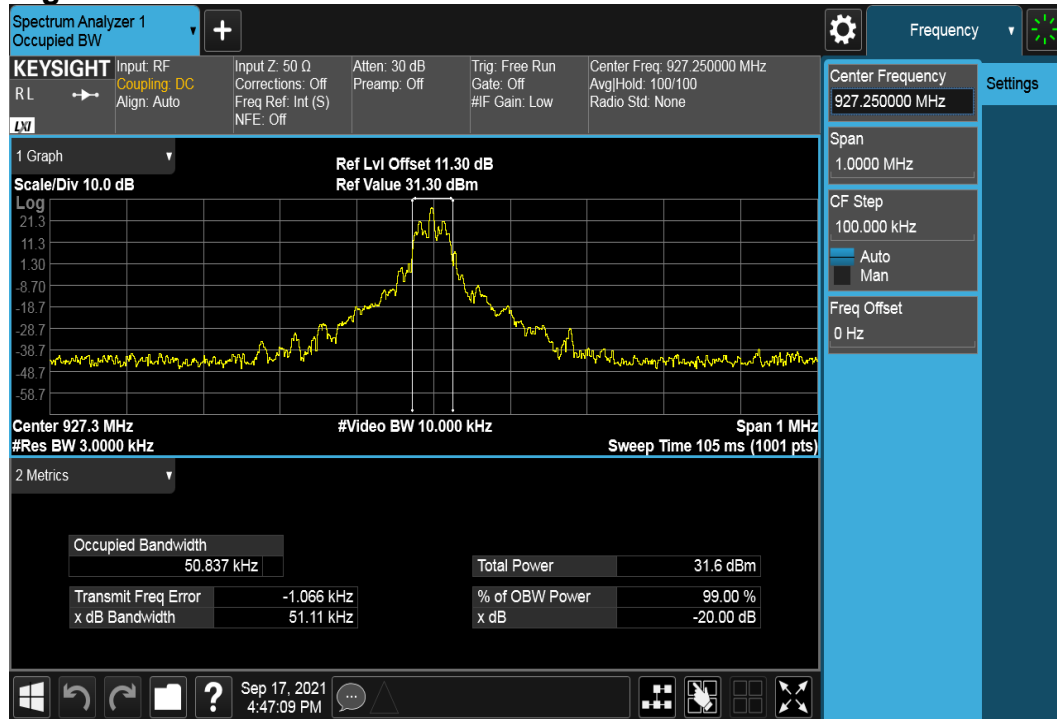 Spectrum Analyzer 1
Occupied BW
+
Frequency
KEYSIGHT
RL
LXI
Input: RF
Coupling: DC
Align: Auto
Input Z: 50 Ω
Corrections: Off
Freq Ref: Int (S)
NFE: Off
Atten: 30 dB
Preamp: Off
Trig: Free Run
Gate: Off
#IF Gain: Low
Center Freq: 927.250000 MHz
Avg|Hold: 100/100
Radio Std: None
Center Frequency
927.250000 MHz
Settings
Span
1.0000 MHz
CF Step
100.000 kHz
Auto
Man
Freq Offset
0 Hz
1 Graph
Scale/Div 10.0 dB
Ref Lvl Offset 11.30 dB
Ref Value 31.30 dBm
Log
21.3
11.3
1.30
-8.70
-18.7
-28.7
-38.7
-48.7
-58.7
Center 927.3 MHz
#Video BW 10.000 kHz
Span 1 MHz
#Res BW 3.0000 kHz
Sweep Time 105 ms (1001 pts)
2 Metrics
Occupied Bandwidth
50.837 kHz
Total Power 31.6 dBm
Transmit Freq Error -1.066 kHz
% of OBW Power 99.00 %
x dB Bandwidth 51.11 kHz
x dB -20.00 dB
?
Sep 17, 2021
4:47:09 PM